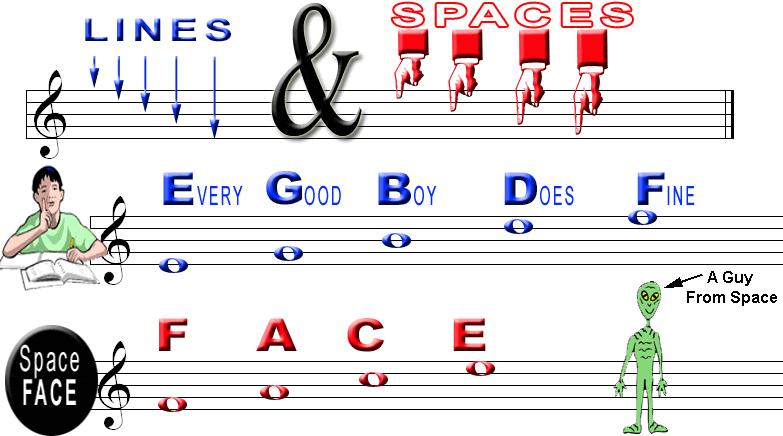 LINES & SPACES
EVERY GOOD BOY DOES FINE
A Guy
From Space
F A C E
Space
FACE